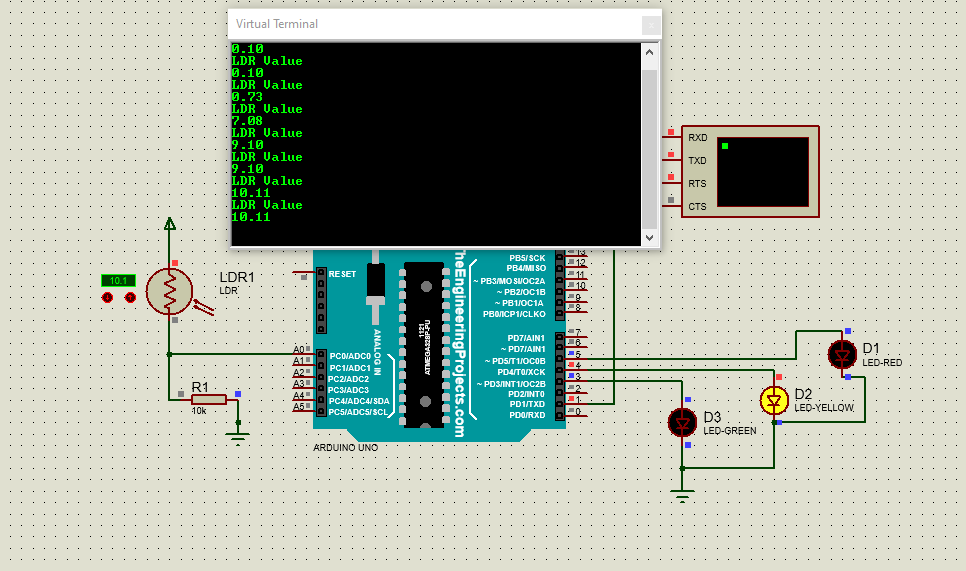 Virtual Terminal
0.10
LDR Value
0.10
LDR Value
0.73
LDR Value
7.08
LDR Value
9.10
LDR Value
9.10
LDR Value
10.11
LDR Value
10.11
RXD
TXD
RTS
CTS
10.1
LDR1
LDR
R1
10k
RESET
A0
A1
A2
A3
A4
A5
PC0/ADC0
PC1/ADC1
PC2/ADC2
PC3/ADC3
PC4/ADC4/SDA
PC5/ADC5/SCL
ANALOG IN
1121
ATMEGA328P-PU
TheEngineeringProjects.com
PB5/SCK
PB4/MISO
~ PB3/MOSI/OC2A
~ PB2/OC1B
~ PB1/OC1A
PB0/ICP1/CLKO
PD7/AIN1
~ PD7/AIN1
~ PD5/T1/OC0B
PD4/T0/XCK
~ PD3/INT1/OC2B
PD2/INT0
PD1/TXD
PD0/RXD
13
12
11
10
9
8
7
6
5
4
3
2
1
0
ARDUINO UNO
D1
LED-RED
D2
LED-YELLOW
D3
LED-GREEN